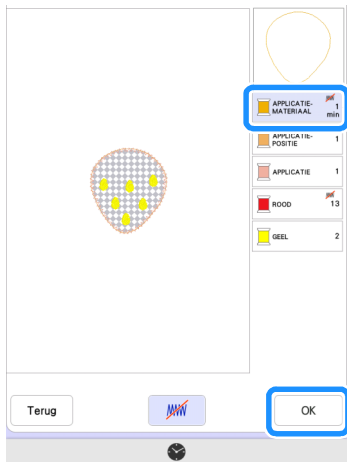 APPLICATIE-
MATERIAAL
1
min
APPLICATIE-
POSITIE
1
APPLICATIE
1
ROOD
13
GEEL
2
Terug
OK